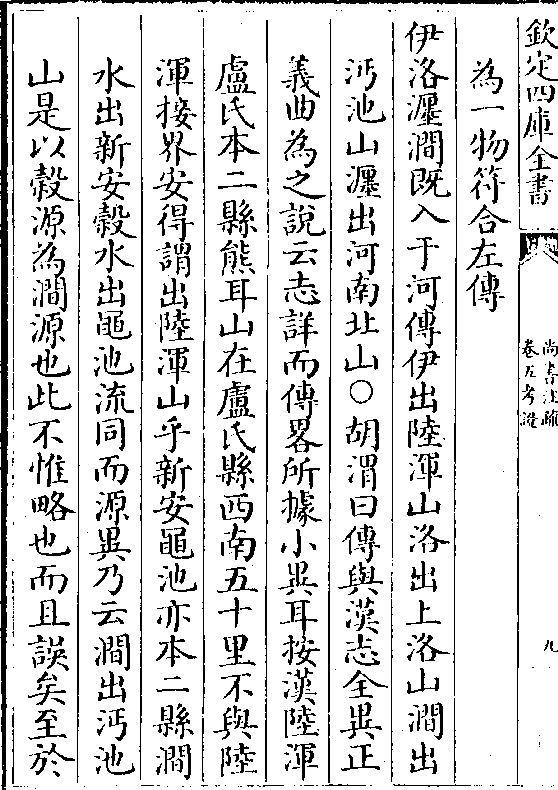 欽定四庫全書
尚書注疏
卷五考證
九
為一物符合左傳
伊洛瀍澗既入于河傳伊出陸渾山洛出上洛山澗出
沔池山瀍出河南北山○胡渭曰傳與漢志全異正
義曲為之說云志詳而傳畧所據小異耳按漢陸渾
盧氏本二縣熊耳山在盧氏縣西南五十里不與陸
渾接界安得謂出陸渾山乎新安黽池亦本二縣澗
水出新安穀水出黽池流同而源異乃云澗出沔池
山是以穀源為澗源也此不惟略也而且誤矣至於